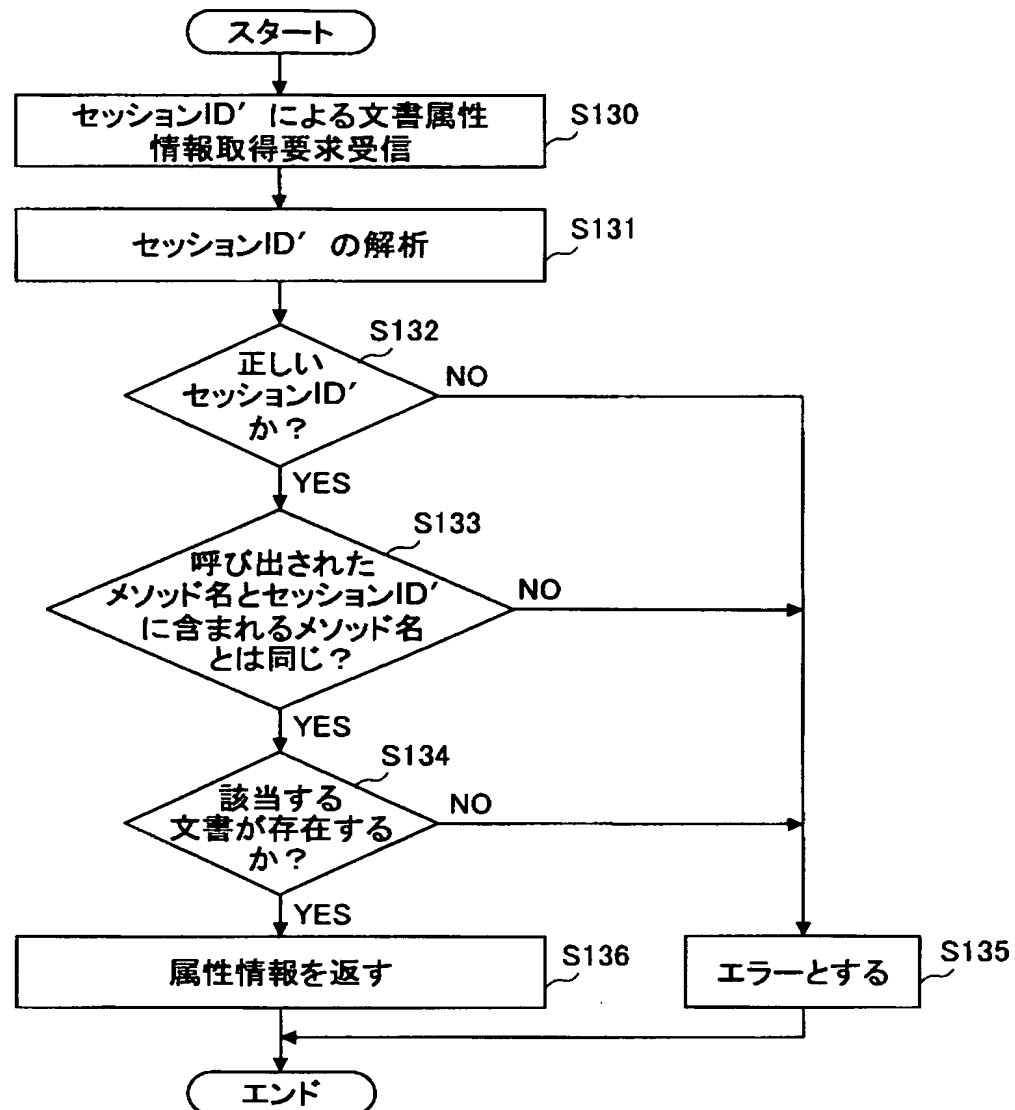 スタート
セッションID′による文書属性
情報取得要求受信
S130
セッションID′の解析
S131
S132
正しい
セッションID′
か？
NO
YES
S133
呼び出された
メソッド名とセッションID′
に含まれるメソッド名
とは同じ？
NO
YES
S134
該当する
文書が存在する
か？
NO
YES
属性情報を返す
S136
エラーとする
S135
エンド